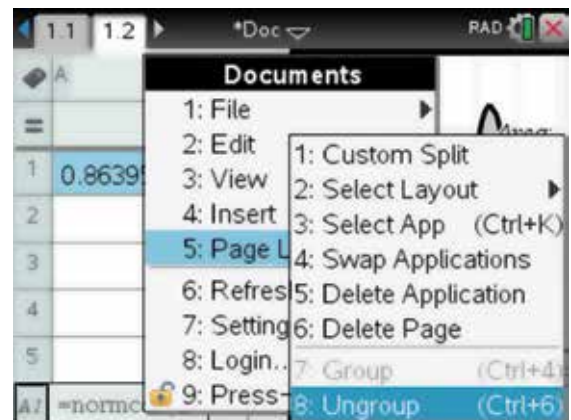 1.1 1.2 *Doc RAD
A
=
1 0.8639
2
3
4
5
A1 =normc
Documents
1: File
2: Edit
3: View
4: Insert
5: Page L
6: Refres
7: Setting
8: Login..
9: Press-
1: Custom Split
2: Select Layout
3: Select App (Ctrl+K)
4: Swap Applications
5: Delete Application
6: Delete Page
7: Group (Ctrl+4)
8: Ungroup (Ctrl+6)